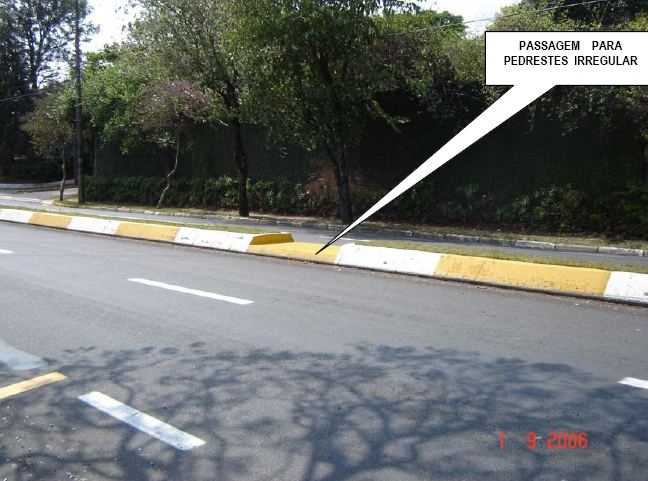 PASSAGEM PARA
PEDRESTES IRREGULAR
1 9 2006